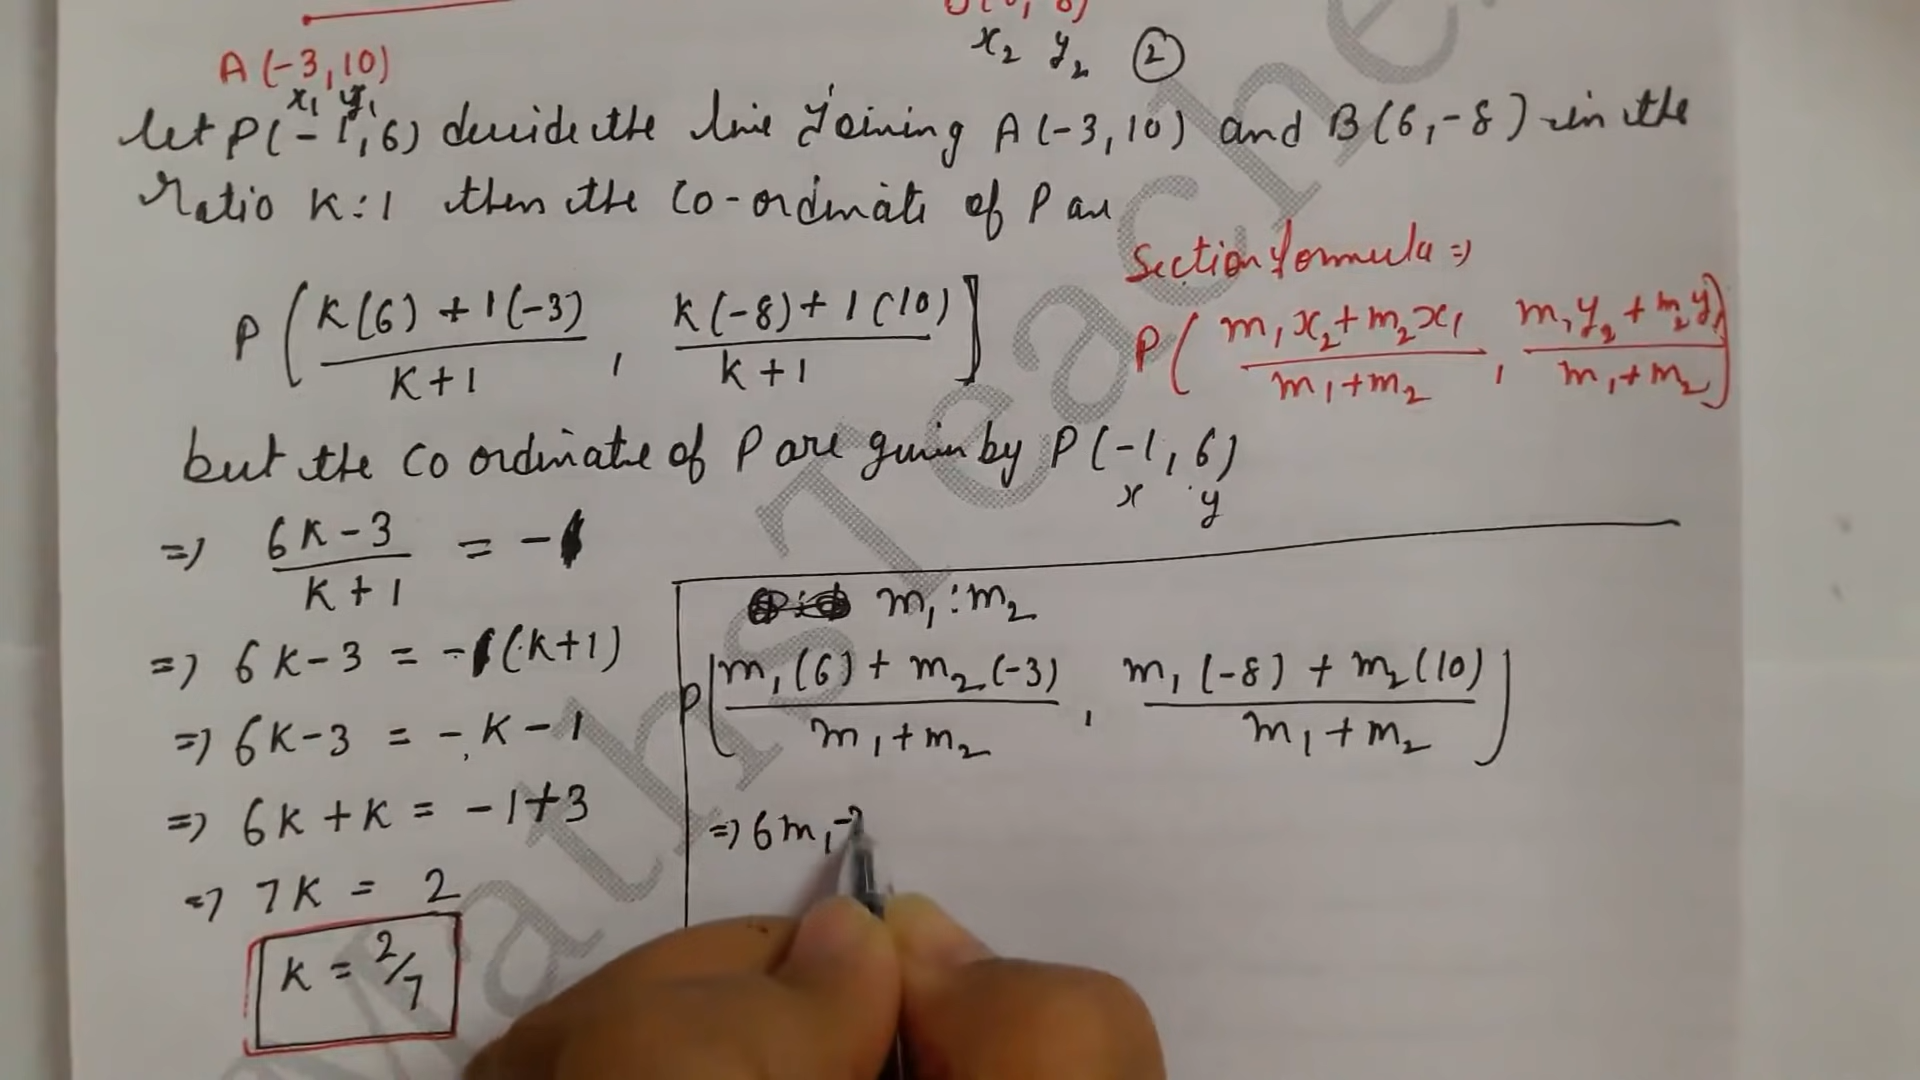 A (-3, 10)
x₁ y₁
x₂ y₂ ②
let P(-1, 6) decide the line Joining A(-3, 10) and B(6, -8) in the
Ratio K : 1 then the Co-ordinate of P are
P ( K(6) + 1(-3) / K+1 , K(-8) + 1(10) / K+1 ]
Section formula ⇒
P( m₁x₂+m₂x₁ / m₁+m₂ , m₁y₂+m₂y₁ / m₁+m₂ )
but the Co ordinate of P are given by P(-1, 6)
x y
⇒ 6K-3 / K+1 = -1
⇒ 6K-3 = -1(K+1)
⇒ 6K-3 = -K-1
⇒ 6K+K = -1+3
⇒ 7K = 2
K = 2/7
m₁ : m₂
P( m₁(6) + m₂(-3) / m₁+m₂ , m₁(-8) + m₂(10) / m₁+m₂ )
⇒ 6m₁-
Maths Teacher